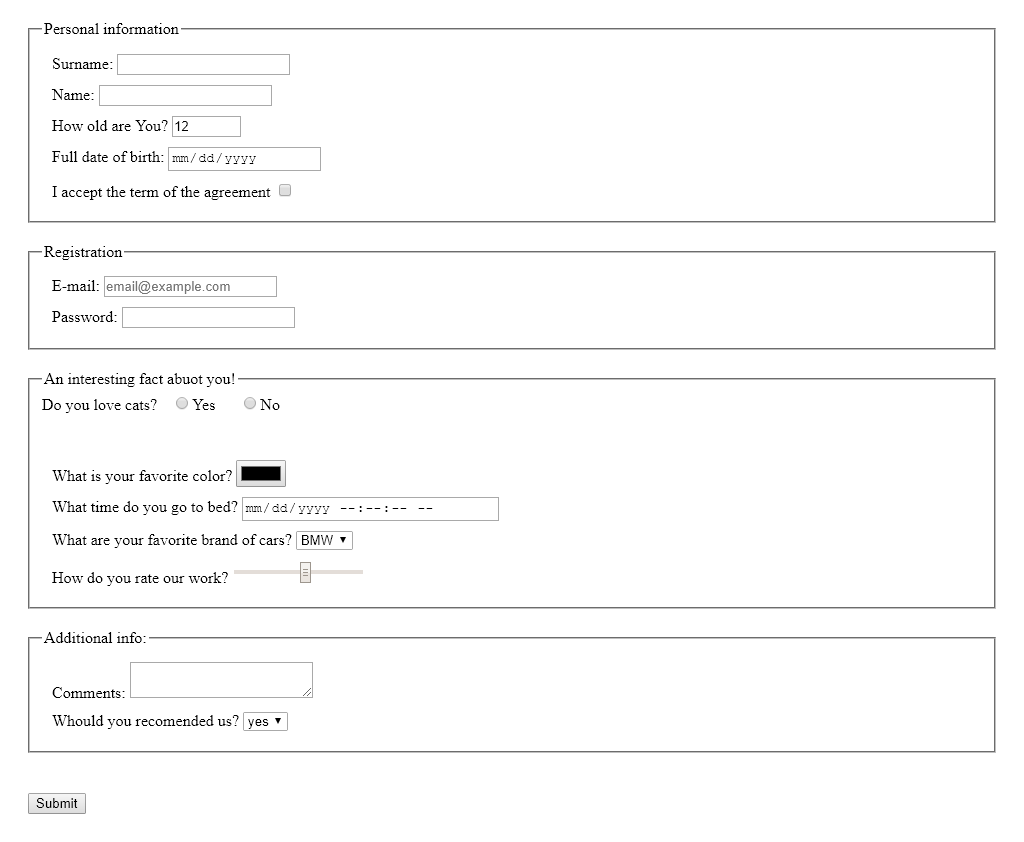 Personal information
Surname:
Name:
How old are You? 12
Full date of birth: mm/dd/yyyy
I accept the term of the agreement
Registration
E-mail: email@example.com
Password:
An interesting fact abuot you!
Do you love cats? Yes No
What is your favorite color?
What time do you go to bed? mm/dd/yyyy --:--:-- --
What are your favorite brand of cars? BMW
How do you rate our work?
Additional info:
Comments:
Whould you recomended us? yes
Submit